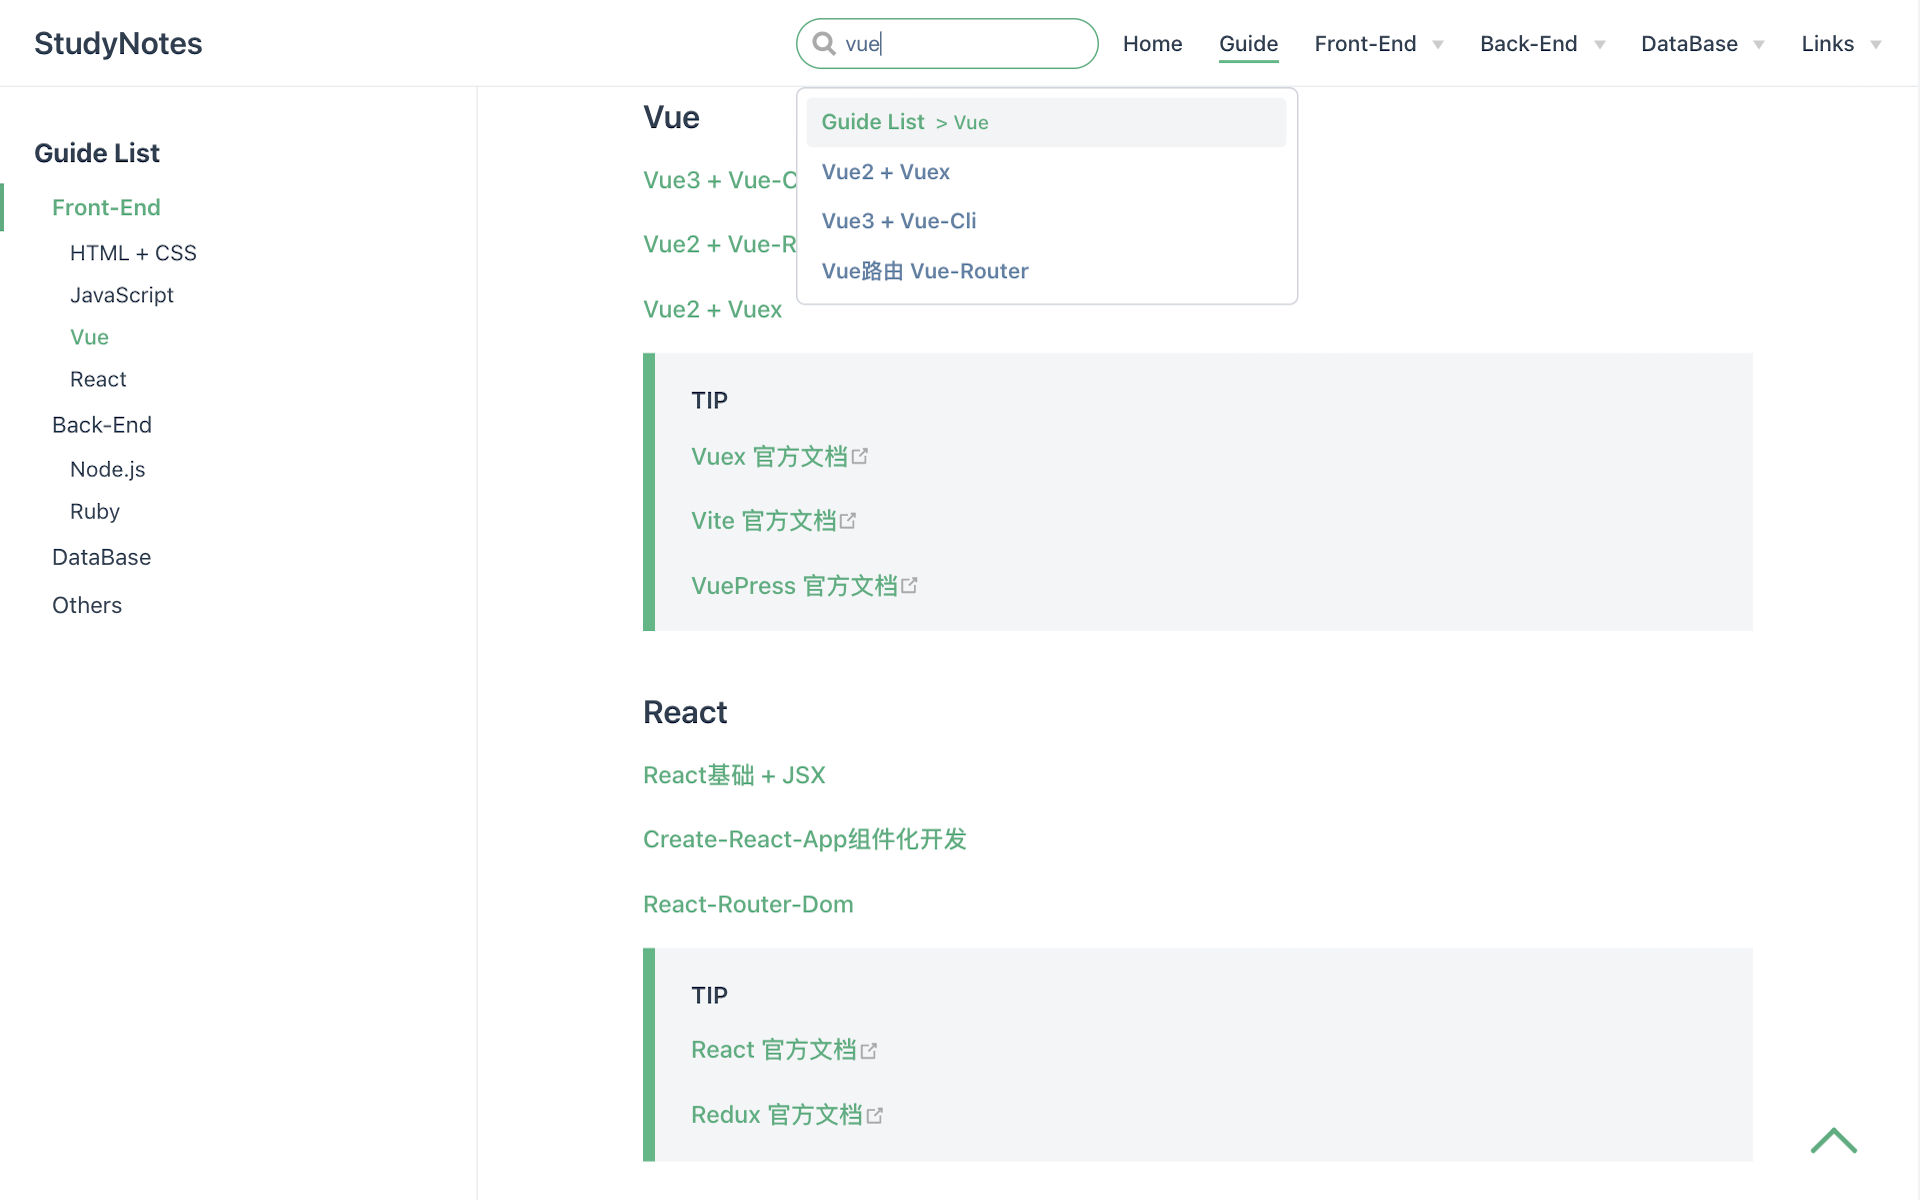 StudyNotes
vue
Home
Guide
Front-End
Back-End
DataBase
Links
Guide List > Vue
Vue2 + Vuex
Vue3 + Vue-Cli
Vue路由 Vue-Router
Guide List
Front-End
HTML + CSS
JavaScript
Vue
React
Back-End
Node.js
Ruby
DataBase
Others
Vue
Vue3 + Vue-C
Vue2 + Vue-R
Vue2 + Vuex
TIP
Vuex 官方文档
Vite 官方文档
VuePress 官方文档
React
React基础 + JSX
Create-React-App组件化开发
React-Router-Dom
TIP
React 官方文档
Redux 官方文档